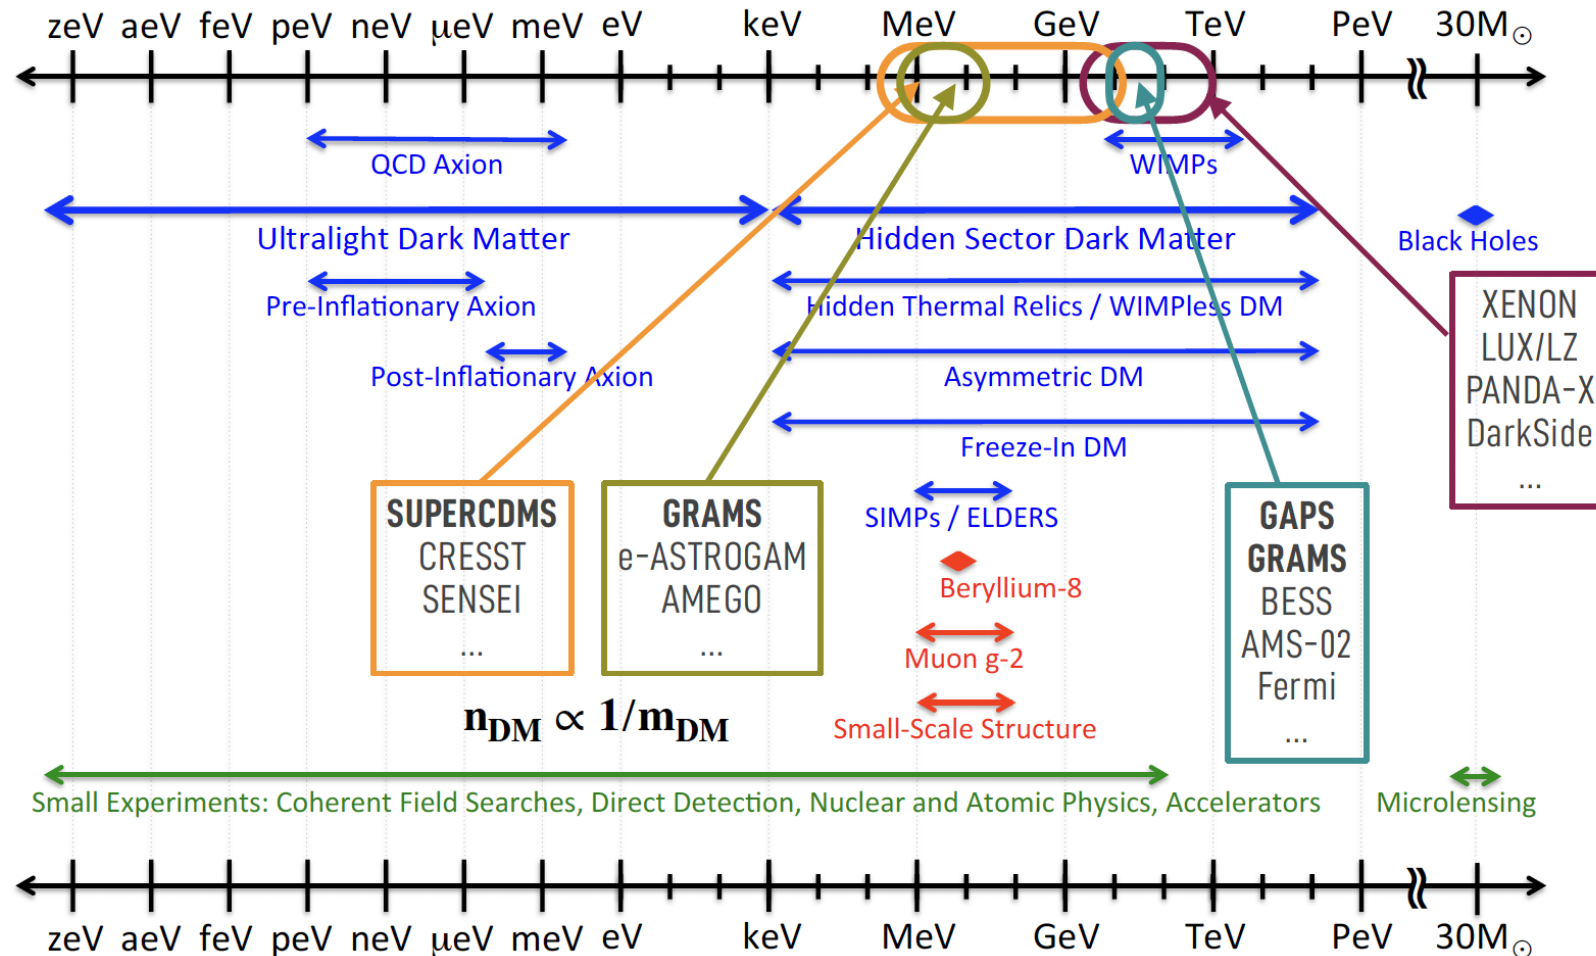 zeV aeV feV peV neV μeV meV eV keV MeV GeV TeV PeV 30M☉
QCD Axion
WIMPs
Ultralight Dark Matter
Hidden Sector Dark Matter
Black Holes
Pre-Inflationary Axion
Hidden Thermal Relics / WIMPless DM
Post-Inflationary Axion
Asymmetric DM
Freeze-In DM
SIMPs / ELDERS
Beryllium-8
Muon g-2
Small-Scale Structure
XENON
LUX/LZ
PANDA-X
DarkSide
...
SUPERCDMS
CRESST
SENSEI
...
GRAMS
e-ASTROGAM
AMEGO
...
GAPS
GRAMS
BESS
AMS-02
Fermi
...
nDM ∝ 1/mDM
Small Experiments: Coherent Field Searches, Direct Detection, Nuclear and Atomic Physics, Accelerators
Microlensing
zeV aeV feV peV neV μeV meV eV keV MeV GeV TeV PeV 30M☉